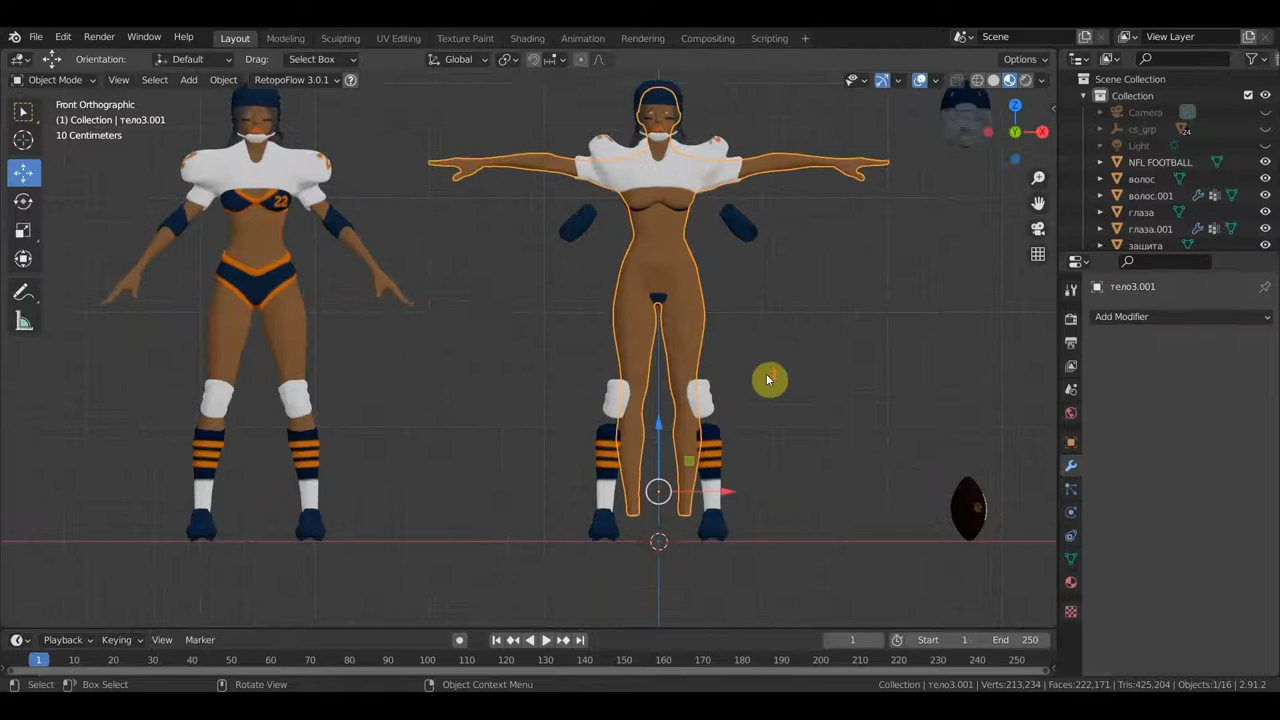 File Edit Render Window Help Layout Modeling Sculpting UV Editing Texture Paint Shading Animation Rendering Compositing Scripting + Scene View Layer
Orientation: Default Drag: Select Box Global Options
Object Mode View Select Add Object RetopoFlow 3.0.1
Front Orthographic
(1) Collection | тело3.001
10 Centimeters
Z
Y
X
22
Scene Collection
Collection
Camera
cs_grp 24
Light
NFL FOOTBALL
волос
волос.001
глаза
глаза.001
защита
тело3.001
Add Modifier
Playback Keying View Marker 1 Start 1 End 250
1 10 20 30 40 50 60 70 80 90 100 110 120 130 140 150 160 170 180 190 200 210 220 230 240 250
Select Box Select Rotate View Object Context Menu Collection | тело3.001 | Verts:213,234 | Faces:222,171 | Tris:425,204 | Objects:1/16 | 2.91.2